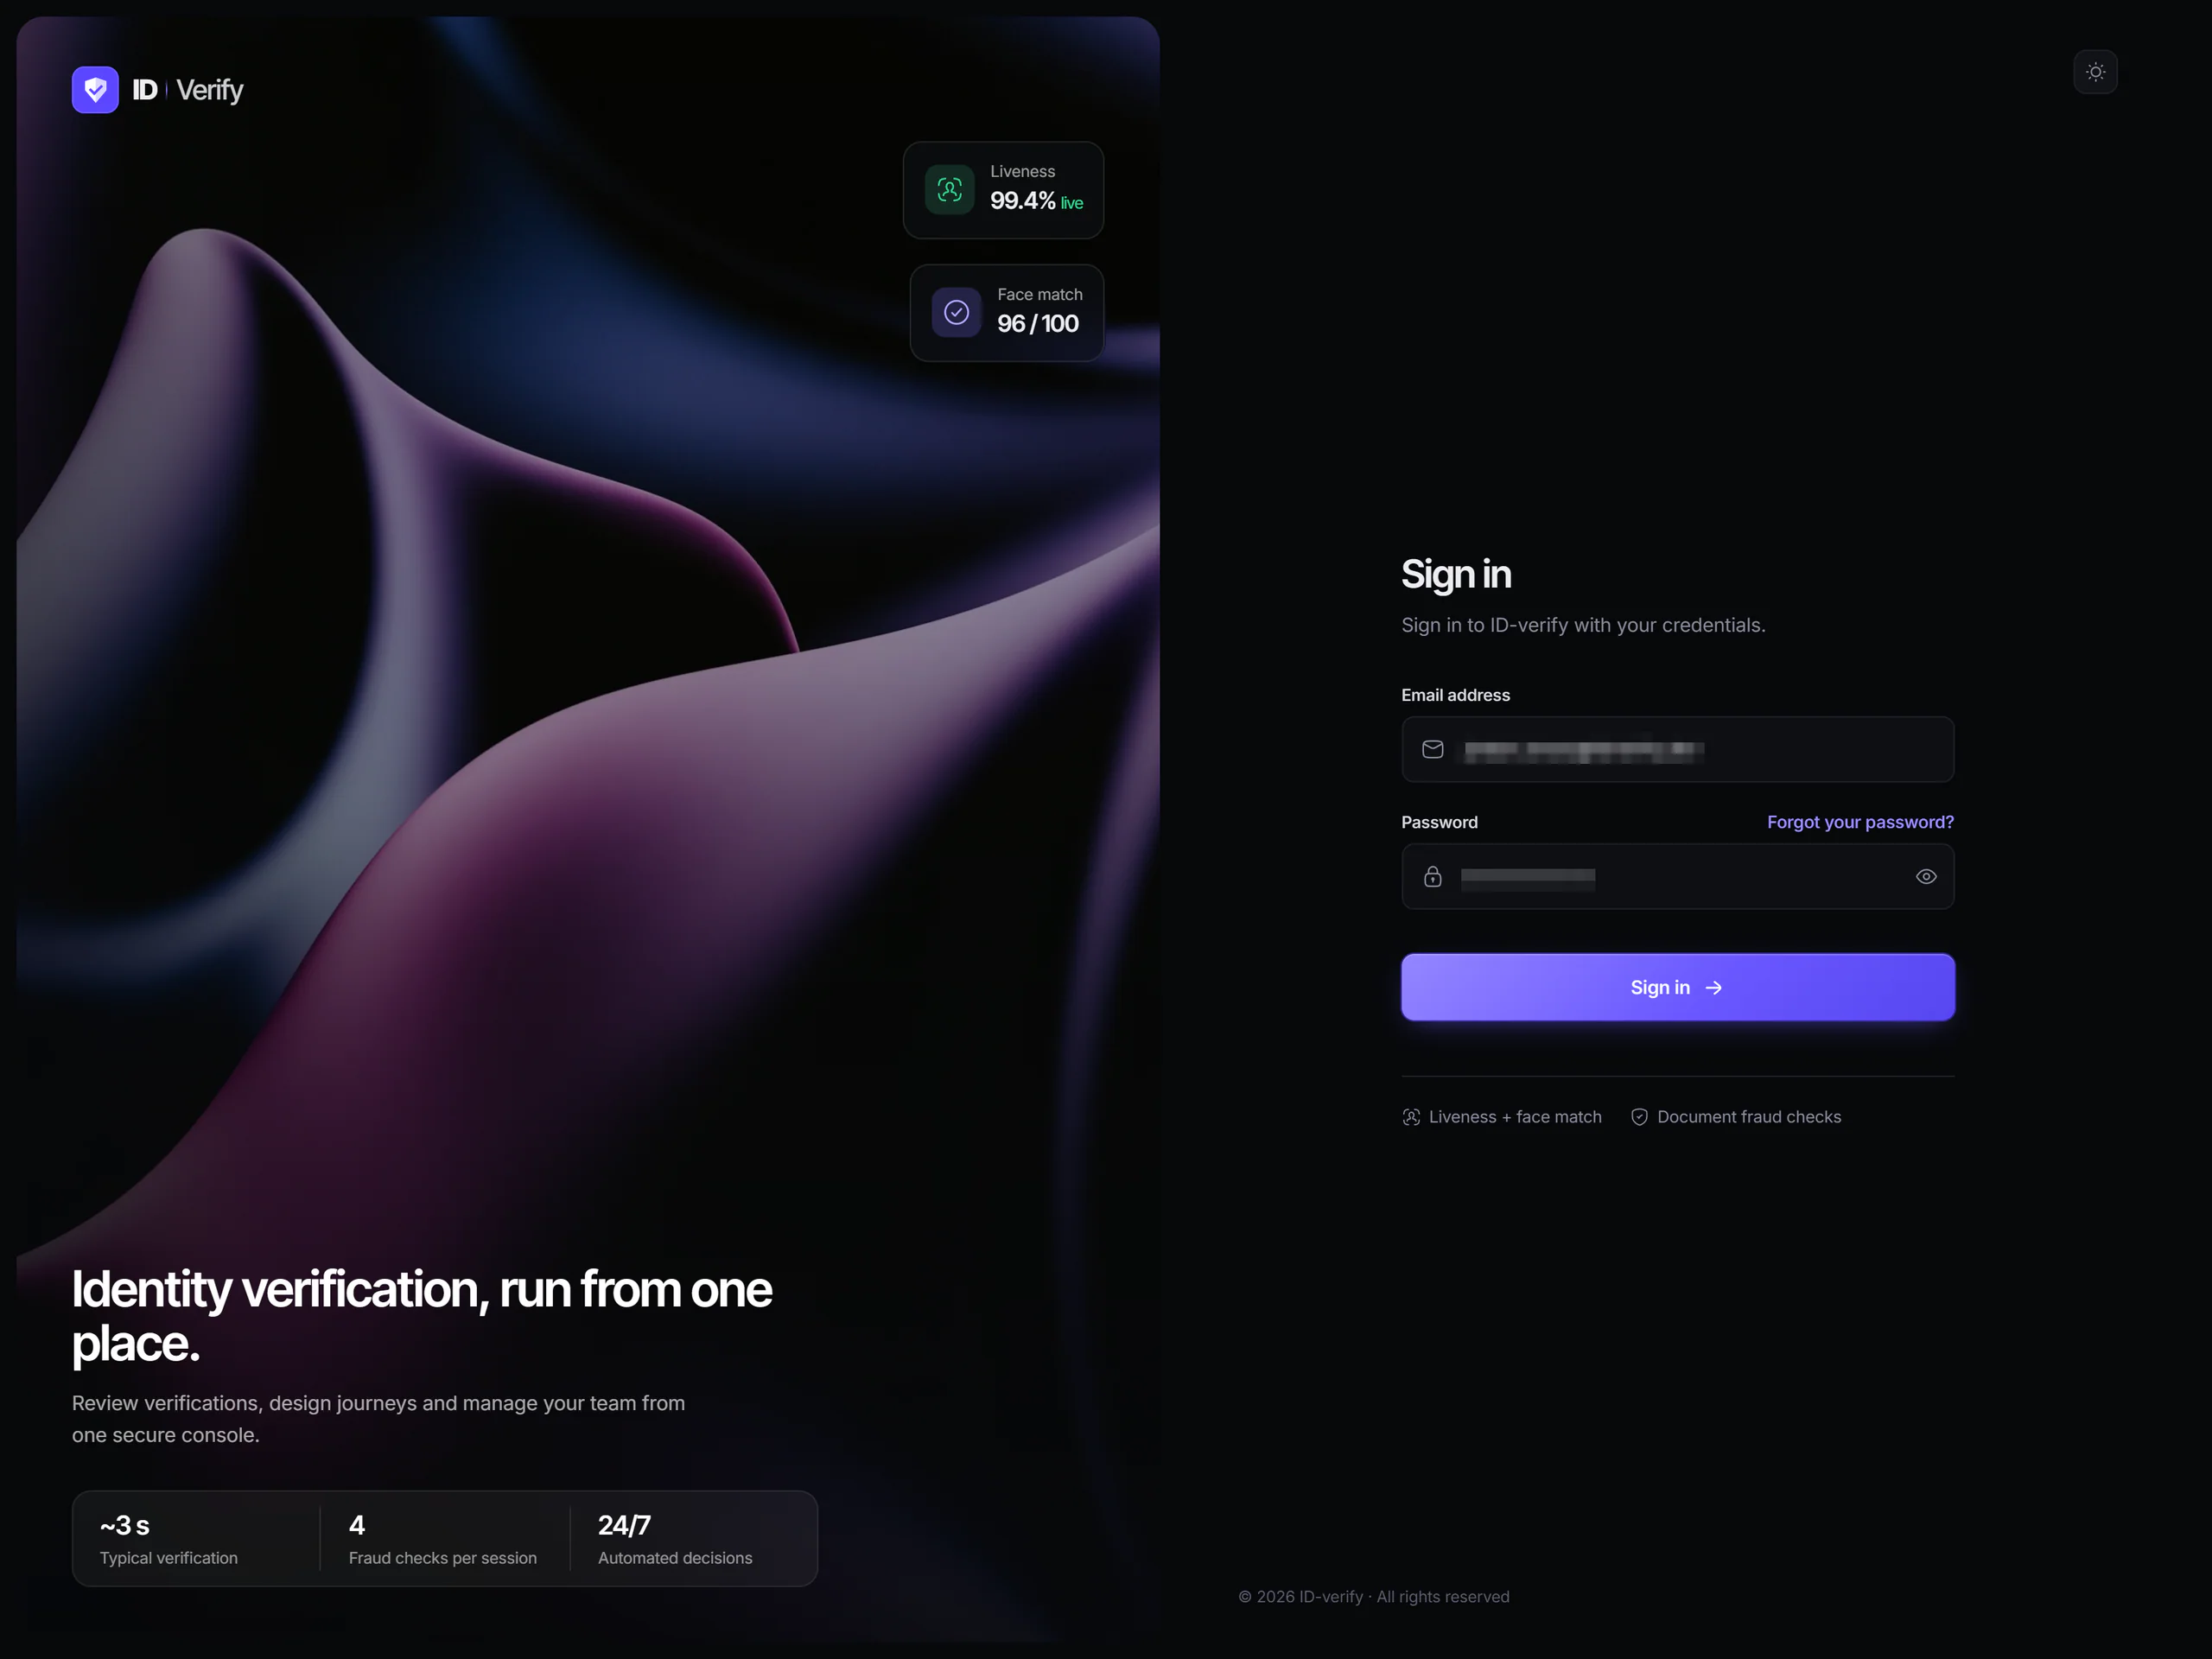 ID | Verify
Liveness
99.4% live
Face match
96 / 100
Identity verification, run from one
place.
Review verifications, design journeys and manage your team from
one secure console.
~3 s
Typical verification
4
Fraud checks per session
24/7
Automated decisions
Sign in
Sign in to ID-verify with your credentials.
Email address
Password
Forgot your password?
Sign in →
Liveness + face match
Document fraud checks
© 2026 ID-verify · All rights reserved